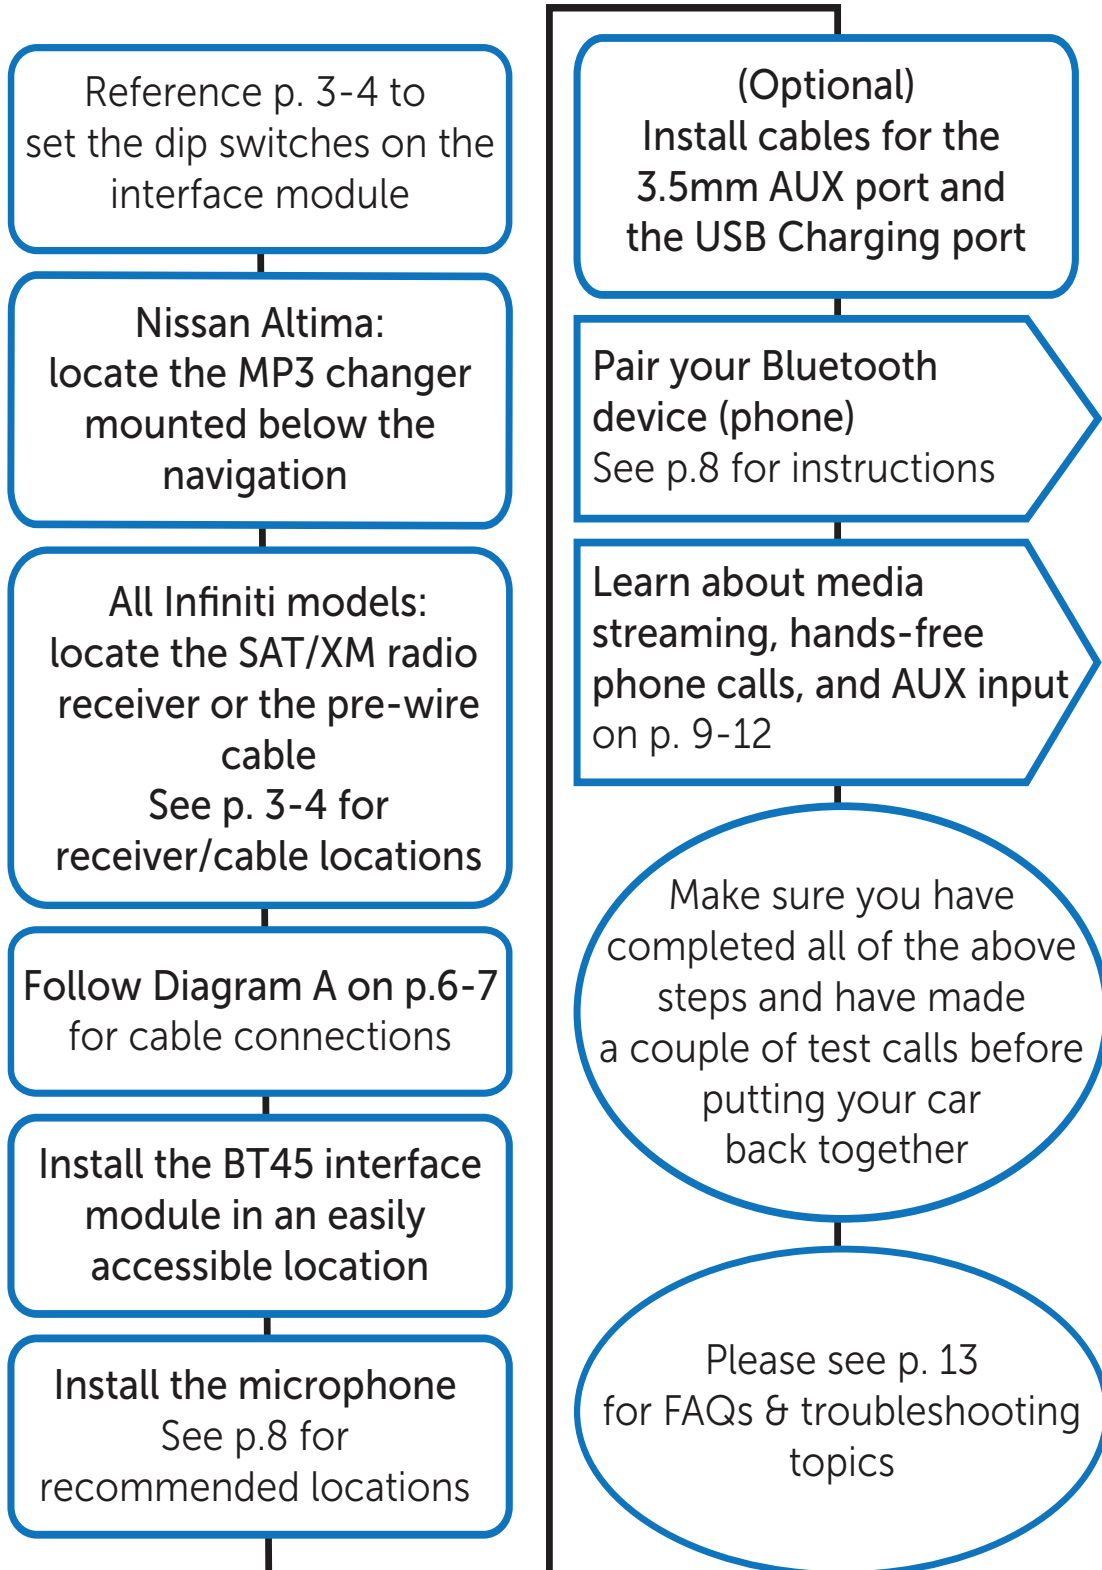 Reference p. 3-4 to
set the dip switches on the
interface module
Nissan Altima:
locate the MP3 changer
mounted below the
navigation
All Infiniti models:
locate the SAT/XM radio
receiver or the pre-wire
cable
See p. 3-4 for
receiver/cable locations
Follow Diagram A on p.6-7
for cable connections
Install the BT45 interface
module in an easily
accessible location
Install the microphone
See p.8 for
recommended locations
(Optional)
Install cables for the
3.5mm AUX port and
the USB Charging port
Pair your Bluetooth
device (phone)
See p.8 for instructions
Learn about media
streaming, hands-free
phone calls, and AUX input
on p. 9-12
Make sure you have
completed all of the above
steps and have made
a couple of test calls before
putting your car
back together
Please see p. 13
for FAQs & troubleshooting
topics